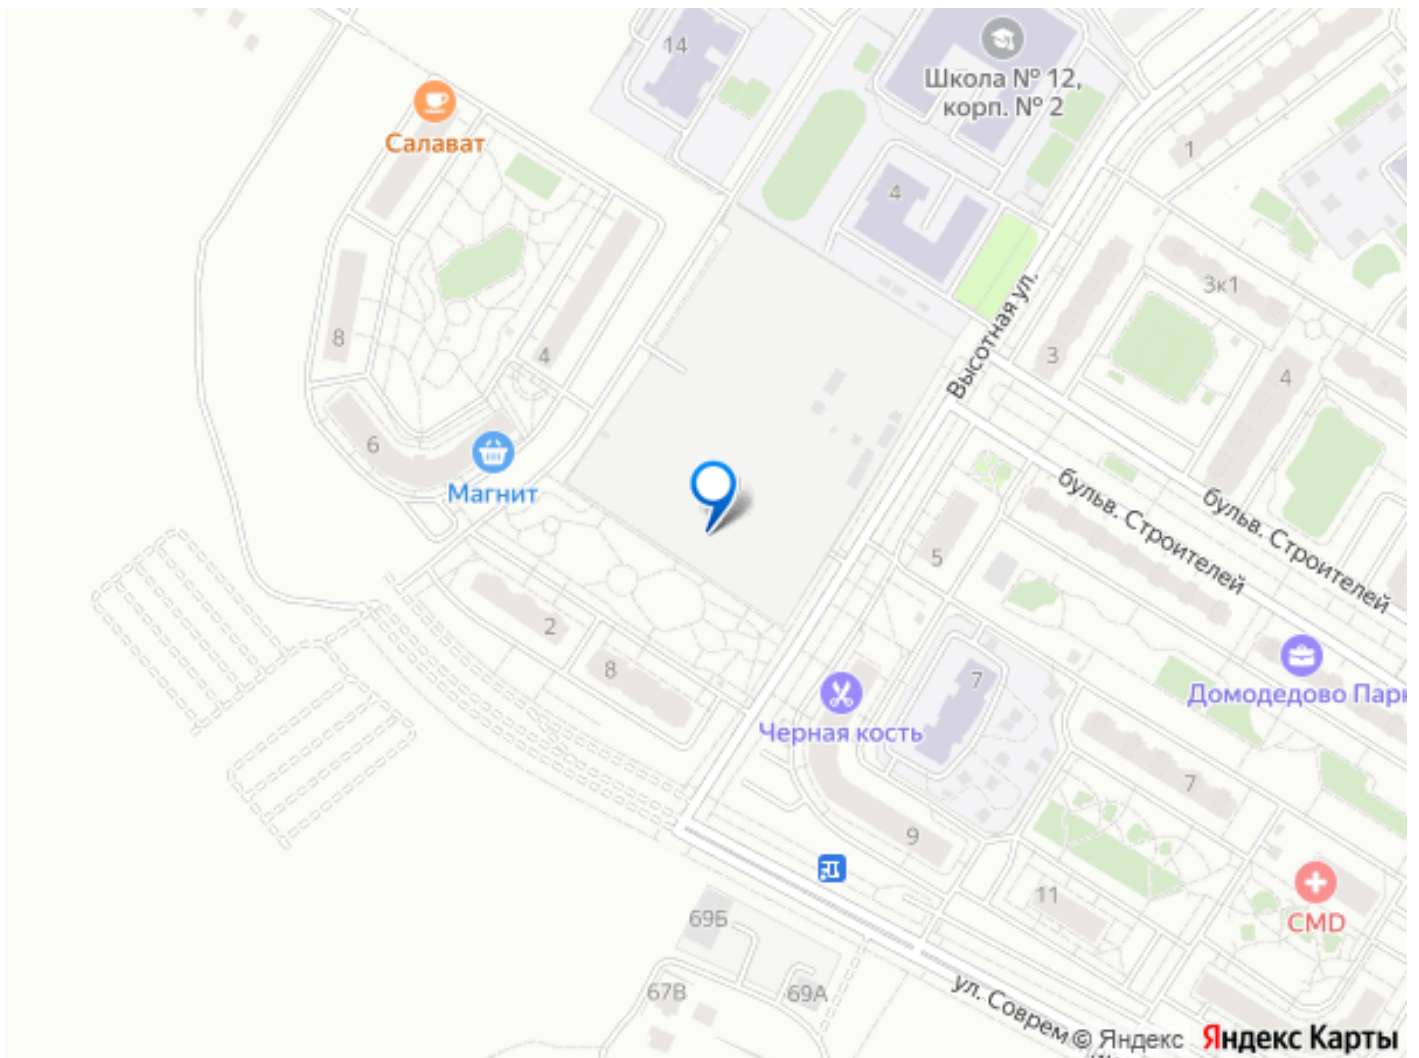 14
Школа № 12,
корп. № 2
Салават
1
4
Высотная ул.
3к1
8
4
3
4
6
Магнит
бульв. Строителей
бульв. Строителей
5
2
8
7
Домодедово Парк
Черная кость
7
9
11
CMD
69Б
67В
69А
ул. Соврем
© Яндекс Яндекс Карты